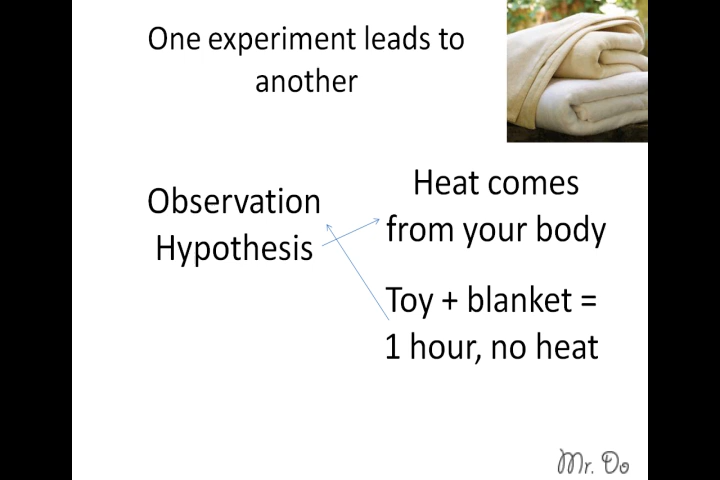 One experiment leads to
another
Observation
Hypothesis
Heat comes
from your body
Toy + blanket =
1 hour, no heat
Mr. Do